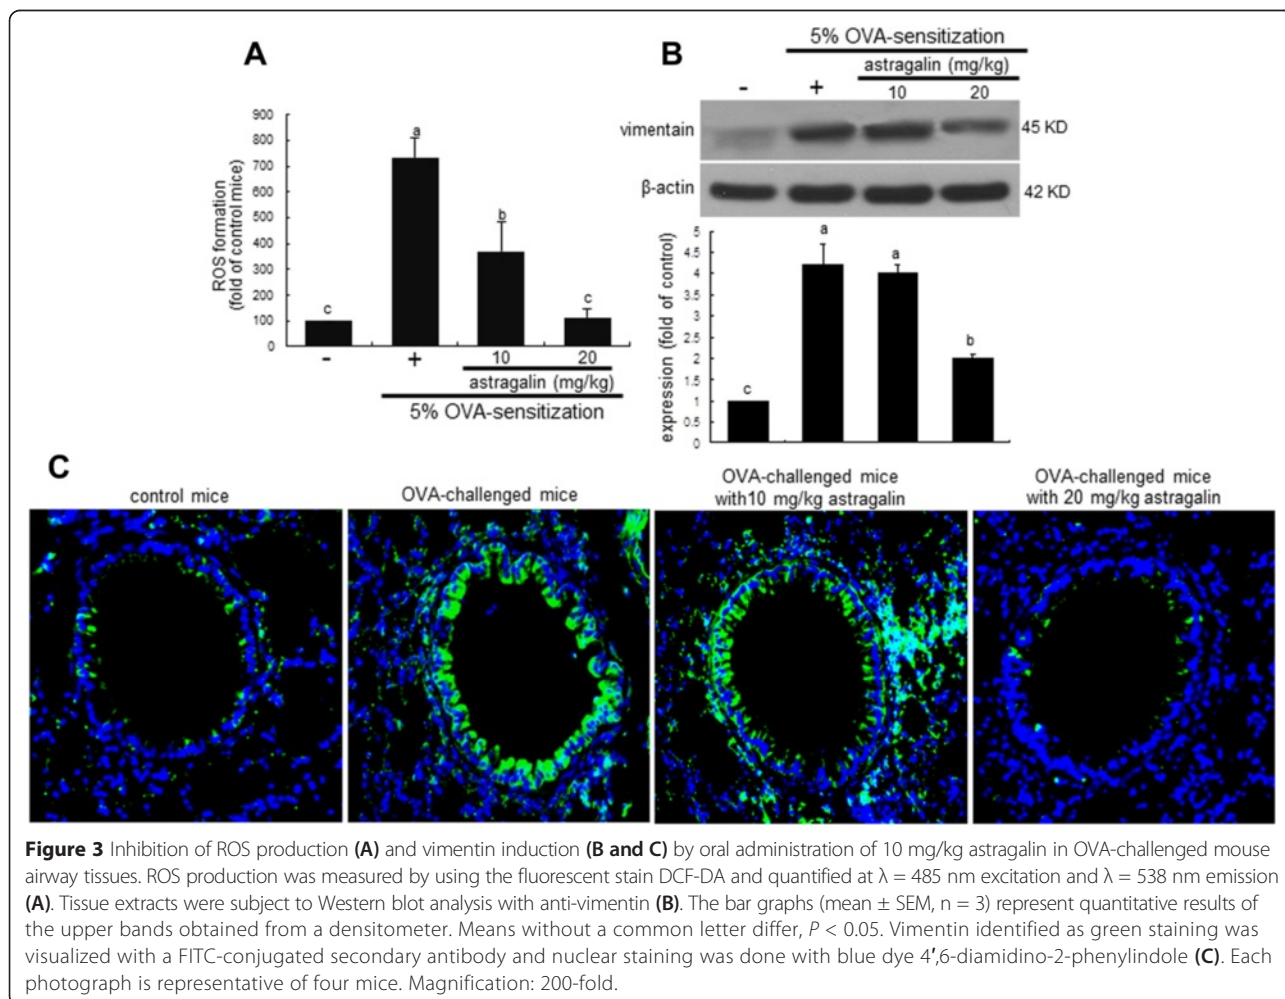 A
900
800
700
600
500
400
300
200
100
0
ROS formation
(fold of control mice)
c
a
b
c
-
+
10
20
astragalin (mg/kg)
5% OVA-sensitization
B
5% OVA-sensitization
astragalin (mg/kg)
-
+
10
20
vimentain
45 KD
β-actin
42 KD
5
4.5
4
3.5
3
2.5
2
1.5
1
0.5
0
expression (fold of control)
c
a
a
b
C
control mice
OVA-challenged mice
OVA-challenged mice
with10 mg/kg astragalin
OVA-challenged mice
with 20 mg/kg astragalin
Figure 3 Inhibition of ROS production (A) and vimentin induction (B and C) by oral administration of 10 mg/kg astragalin in OVA-challenged mouse
airway tissues. ROS production was measured by using the fluorescent stain DCF-DA and quantified at λ = 485 nm excitation and λ = 538 nm emission
(A). Tissue extracts were subject to Western blot analysis with anti-vimentin (B). The bar graphs (mean ± SEM, n = 3) represent quantitative results of
the upper bands obtained from a densitometer. Means without a common letter differ, P < 0.05. Vimentin identified as green staining was
visualized with a FITC-conjugated secondary antibody and nuclear staining was done with blue dye 4′,6-diamidino-2-phenylindole (C). Each
photograph is representative of four mice. Magnification: 200-fold.